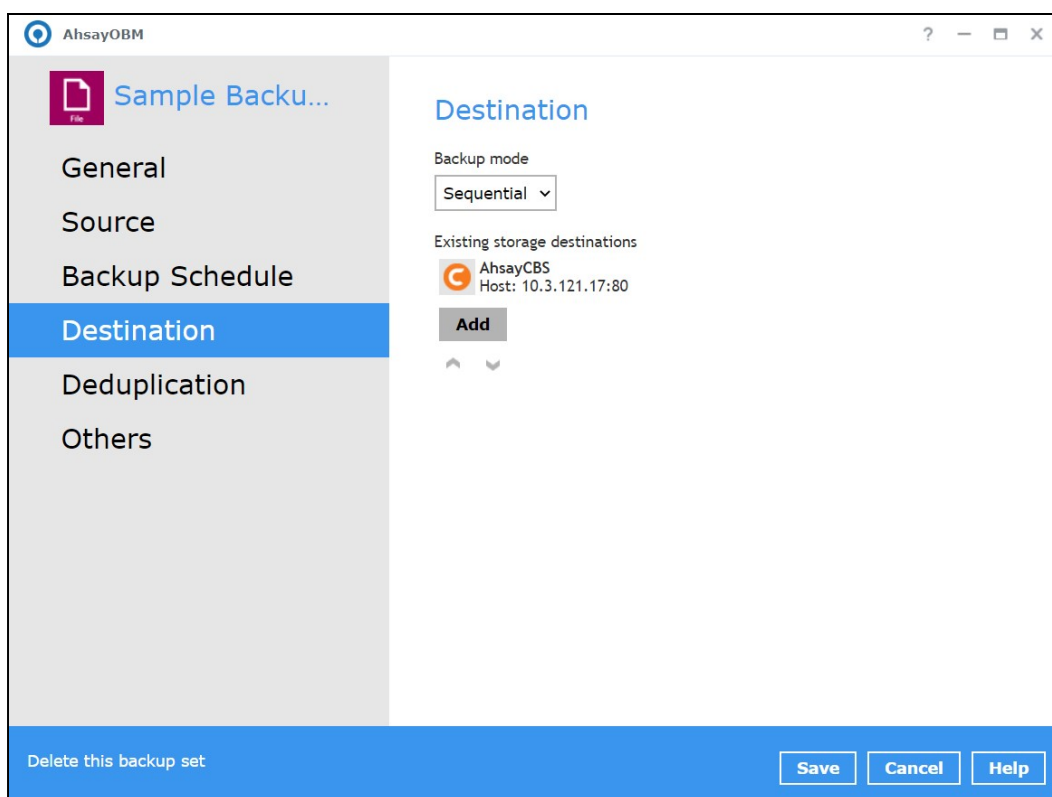 AhsayOBM
?
File
Sample Backu...
General
Source
Backup Schedule
Destination
Deduplication
Others
Destination
Backup mode
Sequential
Existing storage destinations
AhsayCBS
Host: 10.3.121.17:80
Add
Delete this backup set
Save Cancel Help